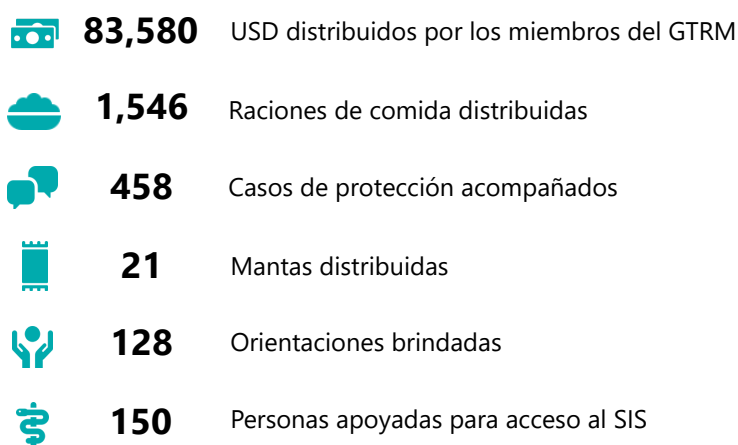 83,580 USD distribuidos por los miembros del GTRM
1,546 Raciones de comida distribuidas
458 Casos de protección acompañados
21 Mantas distribuidas
128 Orientaciones brindadas
150 Personas apoyadas para acceso al SIS